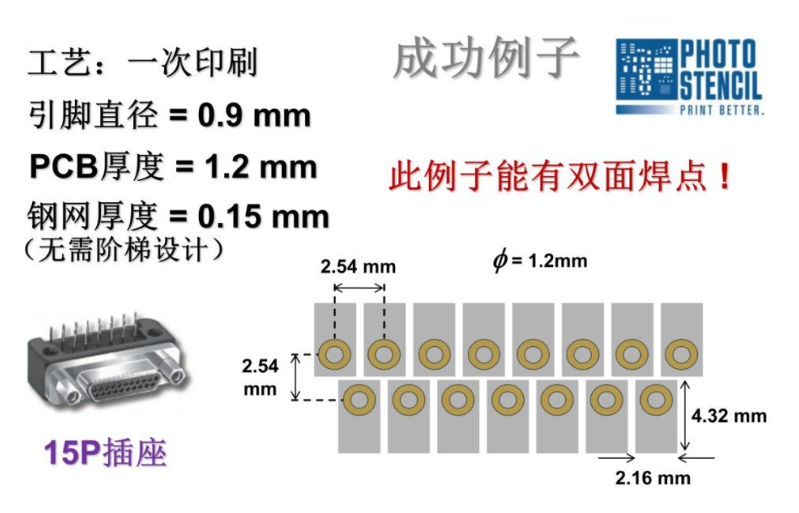 成功例子
PHOTO
STENCIL
PRINT BETTER.
工艺：一次印刷
引脚直径 = 0.9 mm
PCB厚度 = 1.2 mm
此例子能有双面焊点！
钢网厚度 = 0.15 mm
（无需阶梯设计）
2.54 mm
ϕ = 1.2mm
2.54
mm
4.32 mm
2.16 mm
15P插座